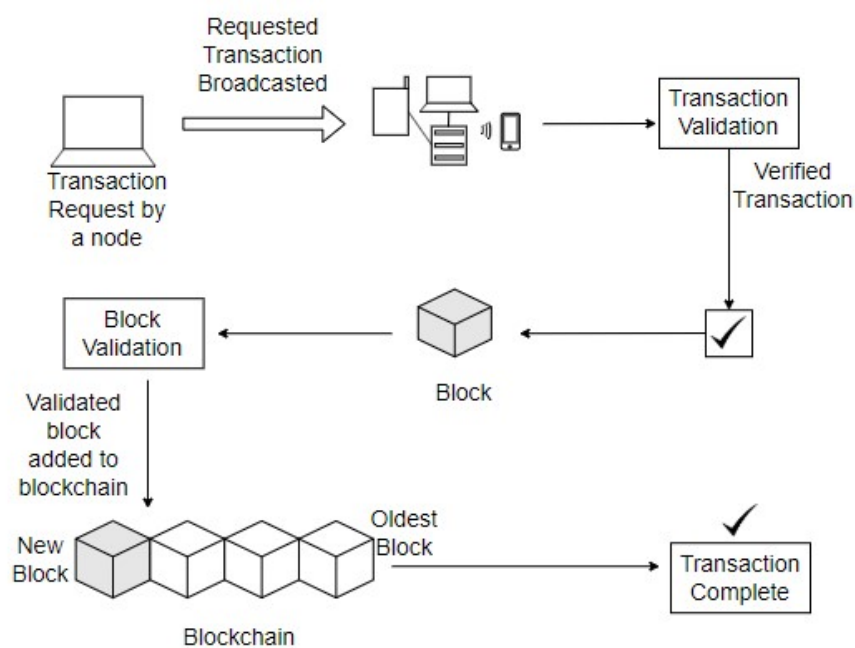 Requested
Transaction
Broadcasted
Transaction
Request by
a node
Transaction
Validation
Verified
Transaction
Block
Block
Validation
Validated
block
added to
blockchain
New
Block
Oldest
Block
Blockchain
Transaction
Complete